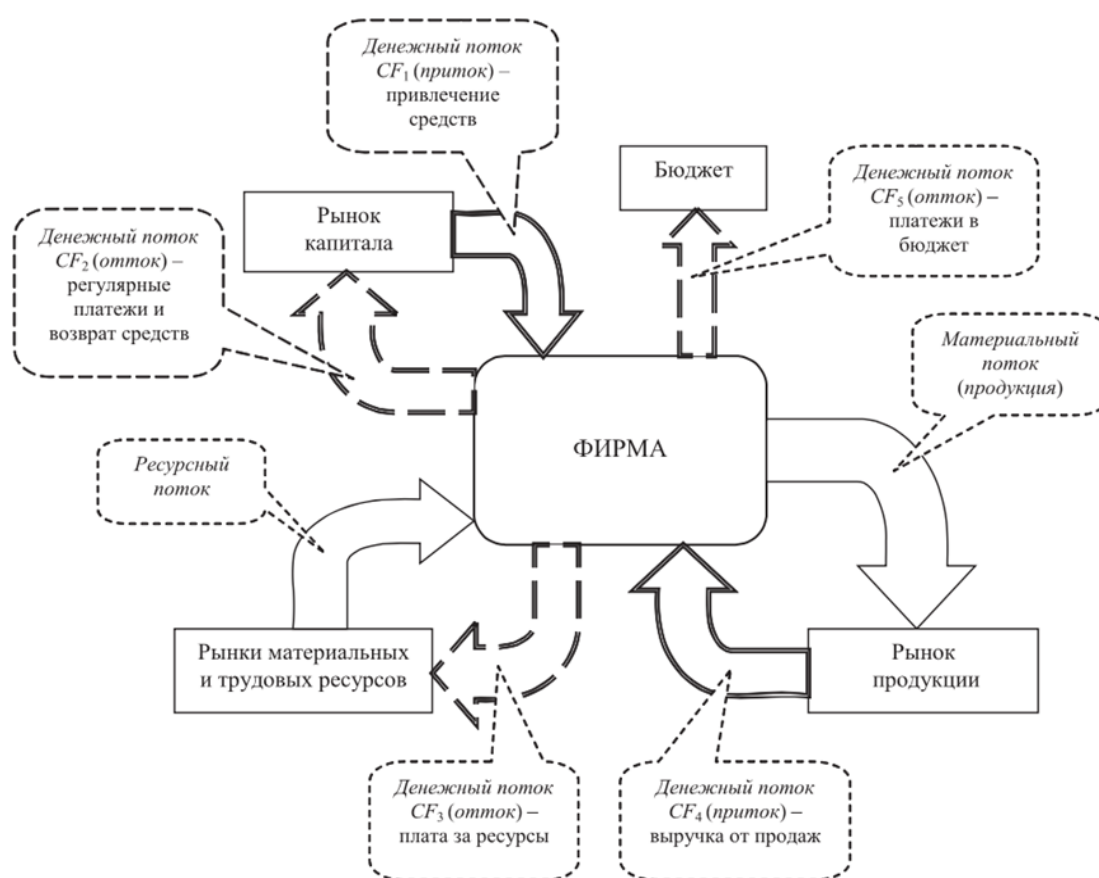 Денежный поток
CF₁ (приток) –
привлечение
средств
Бюджет
Денежный поток
CF₅ (отток) –
платежи в
бюджет
Рынок
капитала
Денежный поток
CF₂ (отток) –
регулярные
платежи и
возврат средств
Материальный
поток
(продукция)
ФИРМА
Ресурсный
поток
Рынки материальных
и трудовых ресурсов
Рынок
продукции
Денежный поток
CF₃ (отток) –
плата за ресурсы
Денежный поток
CF₄ (приток) –
выручка от продаж